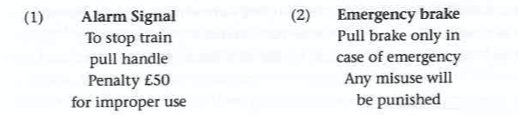 (1) Alarm Signal
To stop train
pull handle
Penalty £50
for improper use
(2) Emergency brake
Pull brake only in
case of emergency
Any misuse will
be punished